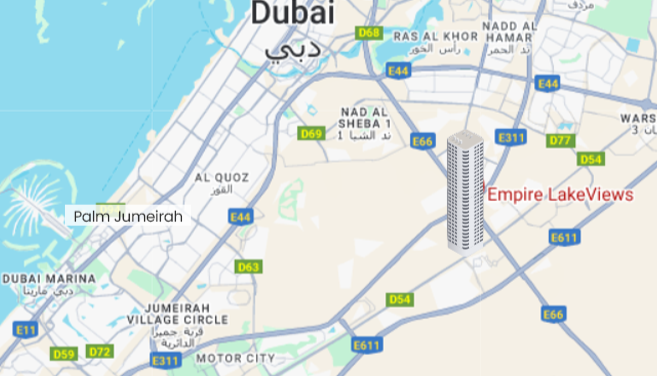 Dubai
دبي
D68
RAS AL KHOR
رأس الخور
NADD AL
HAMAR
ند الحمر
مردف
E44
E44
NAD AL
SHEBA 1
ند الشبا 1
D69
E66
E311
D77
D54
WARS
AL QUOZ
القوز
Empire LakeViews
Palm Jumeirah
E44
E611
D63
DUBAI MARINA
دبي مارينا
D54
JUMEIRAH
VILLAGE CIRCLE
قرية جميرا
الدائرية
E66
E11
D59
D72
E311
MOTOR CITY
E611